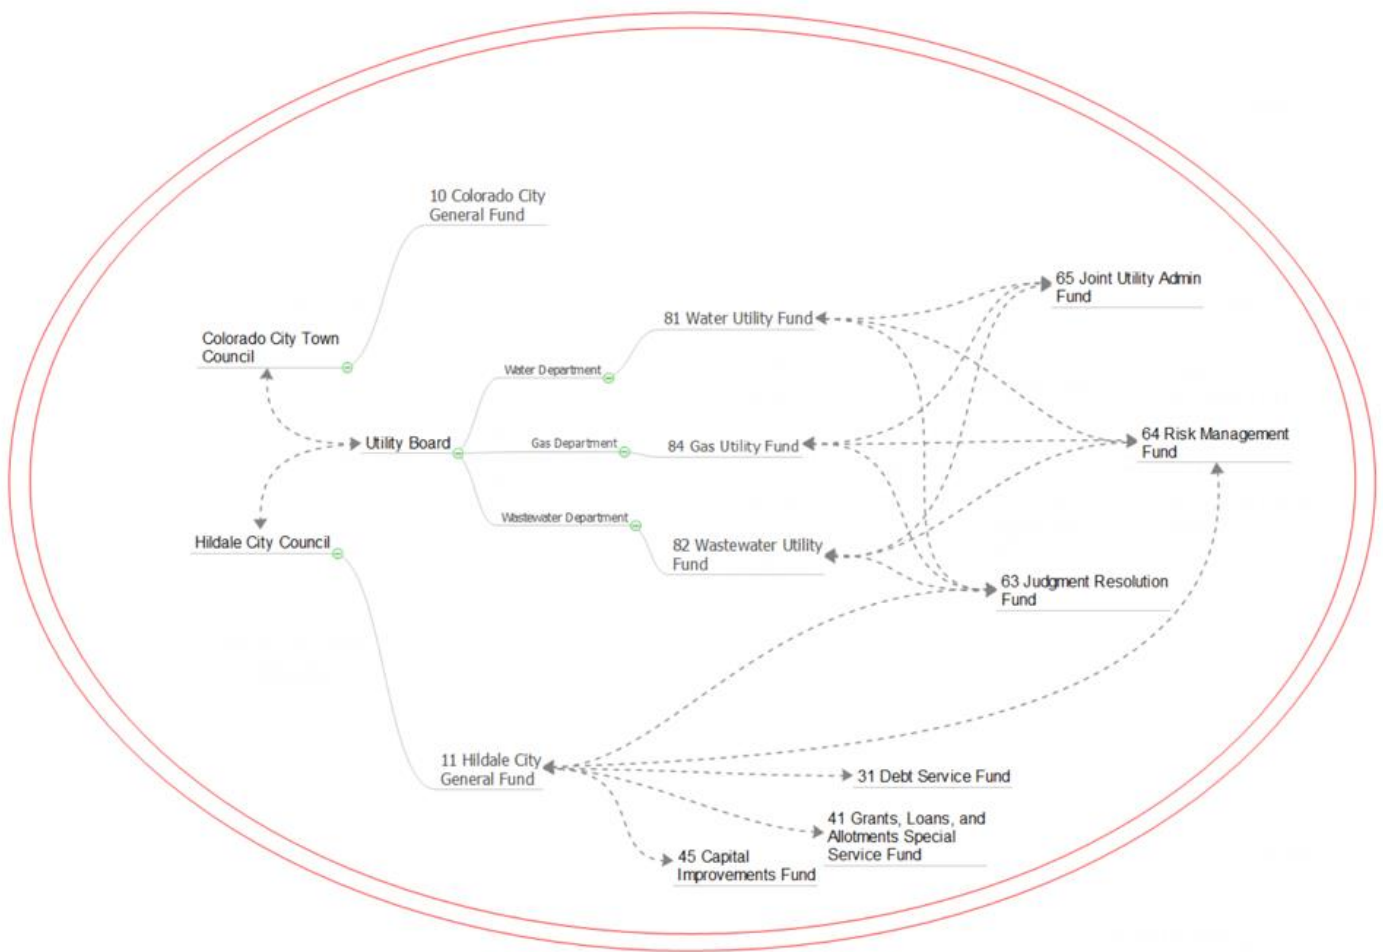 10 Colorado City
General Fund
65 Joint Utility Admin
Fund
81 Water Utility Fund
Colorado City Town
Council
Water Department
Utility Board
Gas Department
84 Gas Utility Fund
64 Risk Management
Fund
Wastewater Department
Hildale City Council
82 Wastewater Utility
Fund
63 Judgment Resolution
Fund
11 Hildale City
General Fund
31 Debt Service Fund
41 Grants, Loans, and
Allotments Special
Service Fund
45 Capital
Improvements Fund